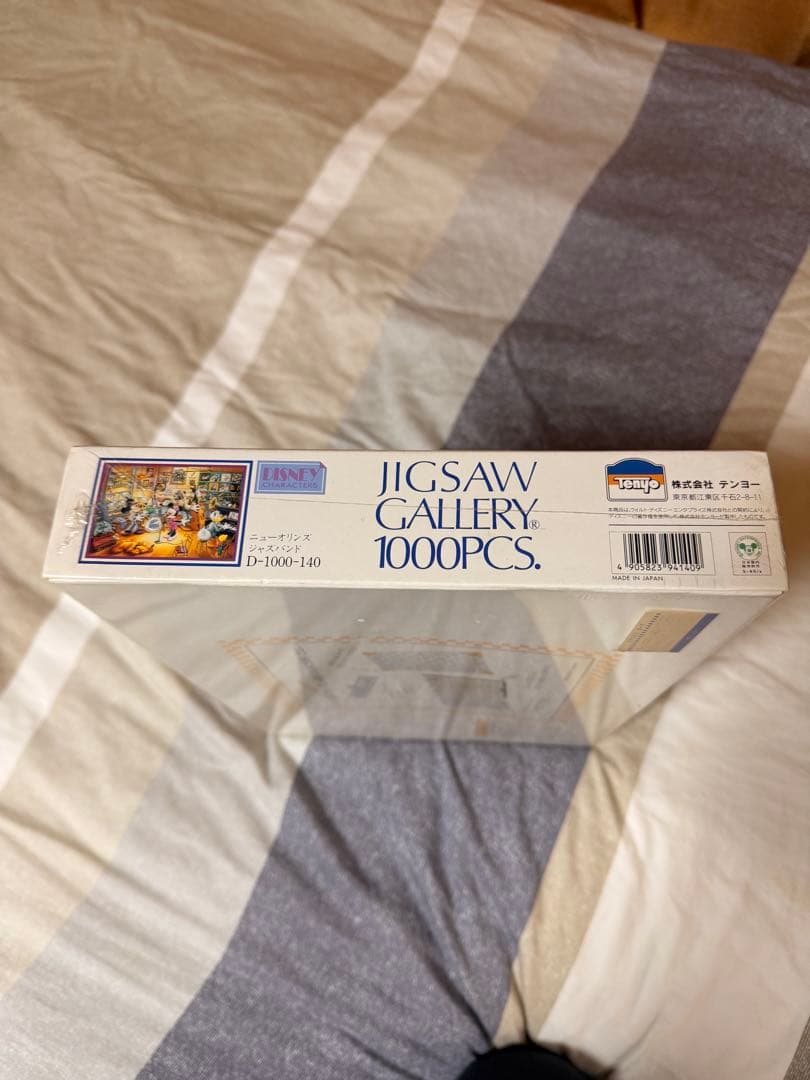 DISNEY
CHARACTERS
ニューオリンズ
ジャズバンド
D-1000-140
JIGSAW
GALLERY®
1000PCS.
Tenyo
株式会社 テンヨー
東京都江東区千石2-8-11
4 905823 941409
MADE IN JAPAN